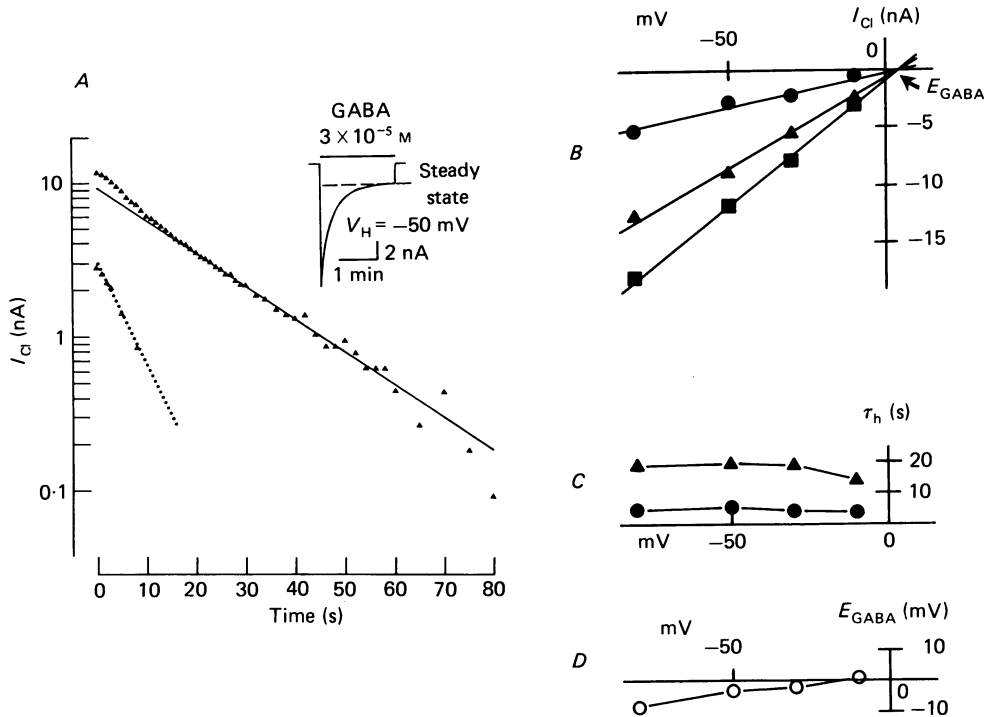 A
GABA
3 × 10⁻⁵ M
Steady
state
V_H = −50 mV
2 nA
1 min
10
1
0·1
I_Cl (nA)
0 10 20 30 40 50 60 70 80
Time (s)
B
mV
I_Cl (nA)
−50
0
E_GABA
−5
−10
−15
C
τ_h (s)
20
10
mV
−50
0
D
mV
E_GABA (mV)
−50
10
0
−10